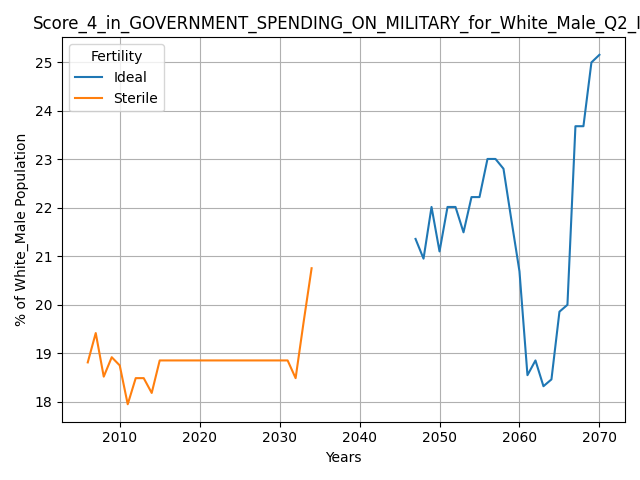 Score_4_in_GOVERNMENT_SPENDING_ON_MILITARY_for_White_Male_Q2_I
Fertility
Ideal
Sterile
% of White_Male Population
25
24
23
22
21
20
19
18
2010 2020 2030 2040 2050 2060 2070
Years